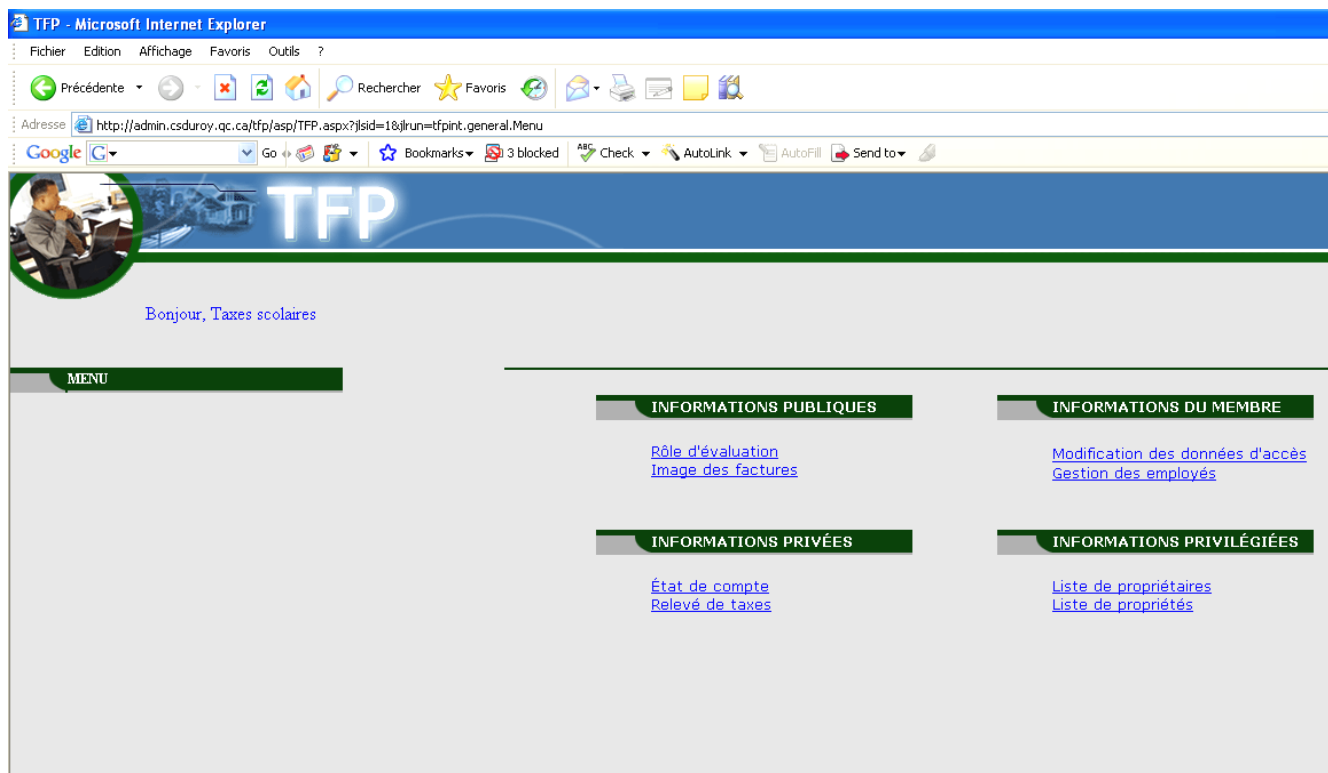 TFP - Microsoft Internet Explorer
Fichier Edition Affichage Favoris Outils ?
Précédente Rechercher Favoris
Adresse http://admin.csduroy.qc.ca/tfp/asp/TFP.aspx?jlsid=1&jlrun=tfpint.general.Menu
Google G Go Bookmarks 3 blocked ABC Check AutoLink AutoFill Send to
TFP
Bonjour, Taxes scolaires
MENU
INFORMATIONS PUBLIQUES
Rôle d'évaluation
Image des factures
INFORMATIONS DU MEMBRE
Modification des données d'accès
Gestion des employés
INFORMATIONS PRIVÉES
État de compte
Relevé de taxes
INFORMATIONS PRIVILÉGIÉES
Liste de propriétaires
Liste de propriétés